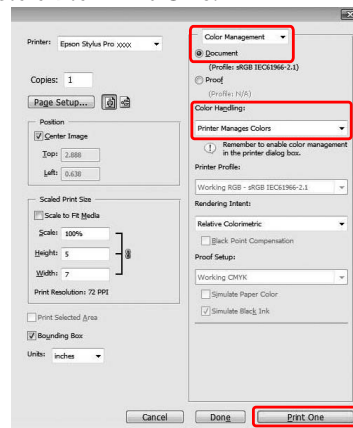 Printer: Epson Stylus Pro xxxx
Copies: 1
Page Setup...
Position
Center Image
Top: 2.888
Left: 0.638
Scaled Print Size
Scale to Fit Media
Scale: 100%
Height: 5
Width: 7
Print Resolution: 72 PPI
Print Selected Area
Bounding Box
Units: inches
Color Management
Document
(Profile: sRGB IEC61966-2.1)
Proof
(Profile: N/A)
Color Handling:
Printer Manages Colors
Remember to enable color management
in the printer dialog box.
Printer Profile:
Working RGB - sRGB IEC61966-2.1
Rendering Intent:
Relative Colorimetric
Black Point Compensation
Proof Setup:
Working CMYK
Simulate Paper Color
Simulate Black Ink
Cancel
Done
Print One